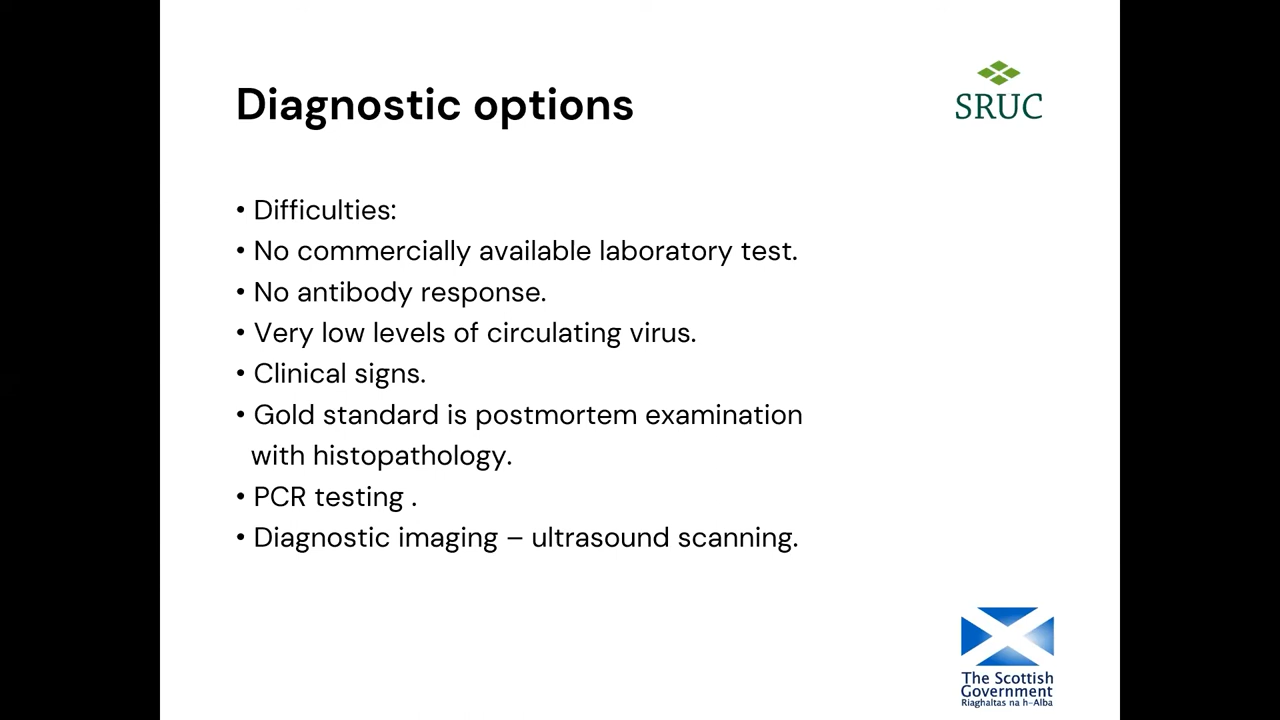 Diagnostic options
SRUC
• Difficulties:
• No commercially available laboratory test.
• No antibody response.
• Very low levels of circulating virus.
• Clinical signs.
• Gold standard is postmortem examination
with histopathology.
• PCR testing .
• Diagnostic imaging – ultrasound scanning.
The Scottish
Government
Riaghaltas na h-Alba